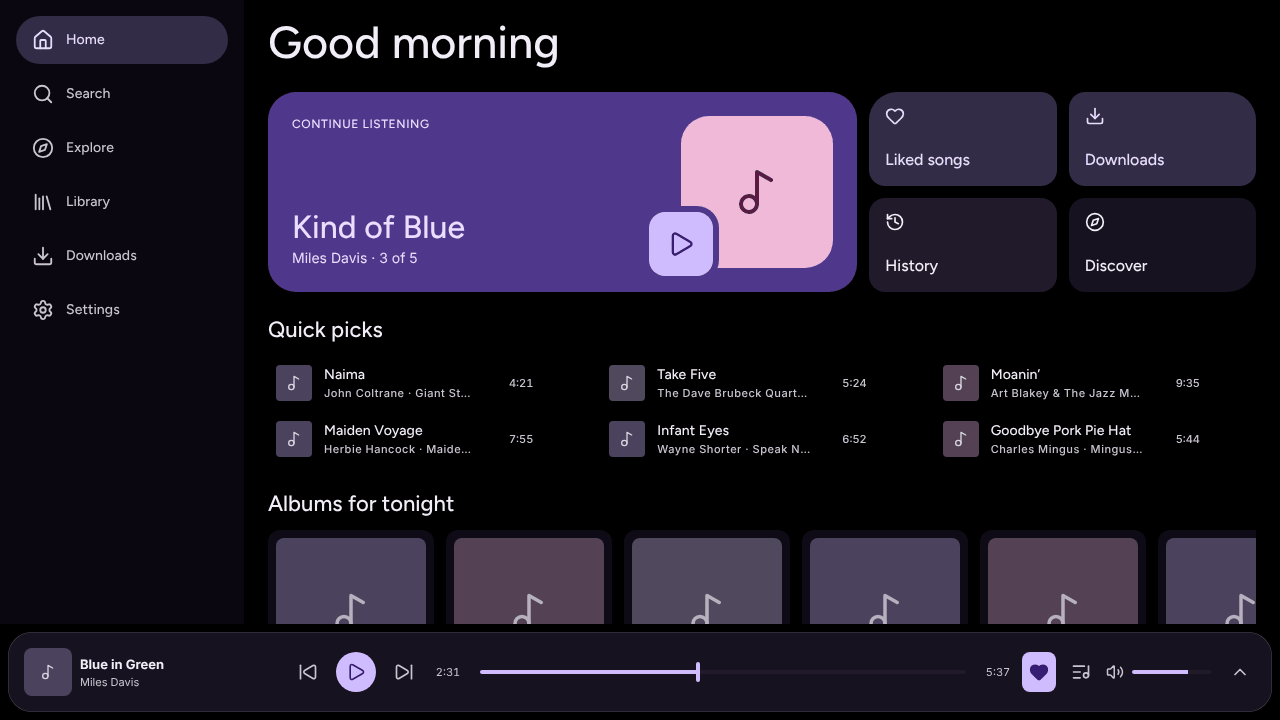 Home
Search
Explore
Library
Downloads
Settings
Good morning
CONTINUE LISTENING
Kind of Blue
Miles Davis · 3 of 5
Liked songs
Downloads
History
Discover
Quick picks
Naima
John Coltrane · Giant St...
4:21
Take Five
The Dave Brubeck Quart...
5:24
Moanin’
Art Blakey & The Jazz M...
9:35
Maiden Voyage
Herbie Hancock · Maide...
7:55
Infant Eyes
Wayne Shorter · Speak N...
6:52
Goodbye Pork Pie Hat
Charles Mingus · Mingus...
5:44
Albums for tonight
Blue in Green
Miles Davis
2:31
5:37